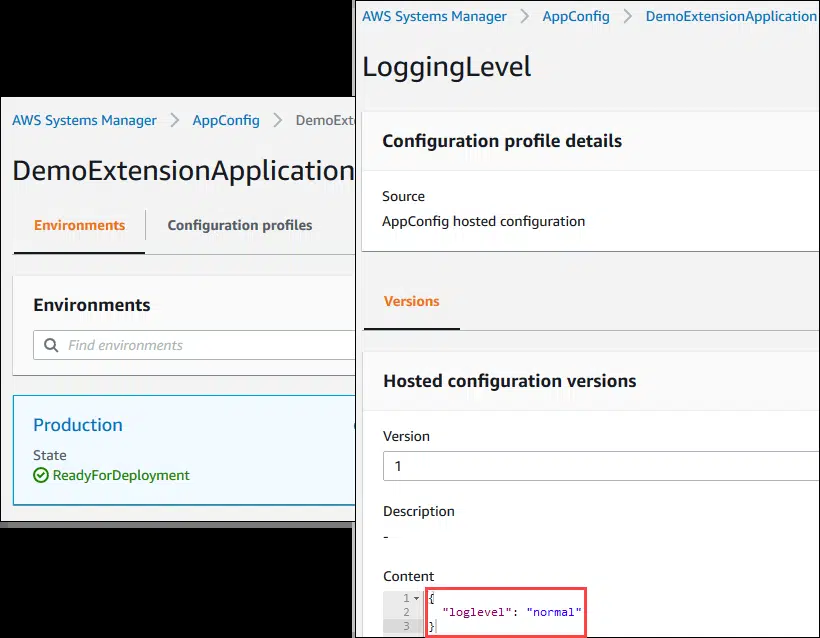 AWS Systems Manager > AppConfig > DemoExt
DemoExtensionApplication
Environments Configuration profiles
Environments
Find environments
Production
State
ReadyForDeployment
AWS Systems Manager > AppConfig > DemoExtensionApplication
LoggingLevel
Configuration profile details
Source
AppConfig hosted configuration
Versions
Hosted configuration versions
Version
1
Description
-
Content
1 {
2 "loglevel": "normal"
3 }